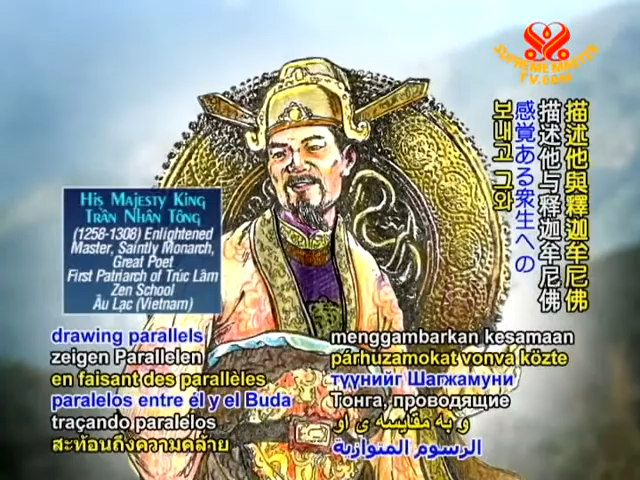 SUPREME MASTER
TV.COM
描述他與釋迦牟尼佛
描述他与释迦牟尼佛
感覚ある衆生への
보내고 그와
His Majesty King
Trần Nhân Tông
(1258-1308) Enlightened
Master, Saintly Monarch,
Great Poet
First Patriarch of Trúc Lâm
Zen School
Âu Lạc (Vietnam)
drawing parallels
zeigen Parallelen
en faisant des parallèles
paralelos entre él y el Buda
traçando paralelos
สะท้อนถึงความคล้าย
menggambarkan kesamaan
párhuzamokat vonva közte
түүнийг Шагжамуни
Тонга, проводящие
و به مقایسه ی او
الرسوم المتوازية